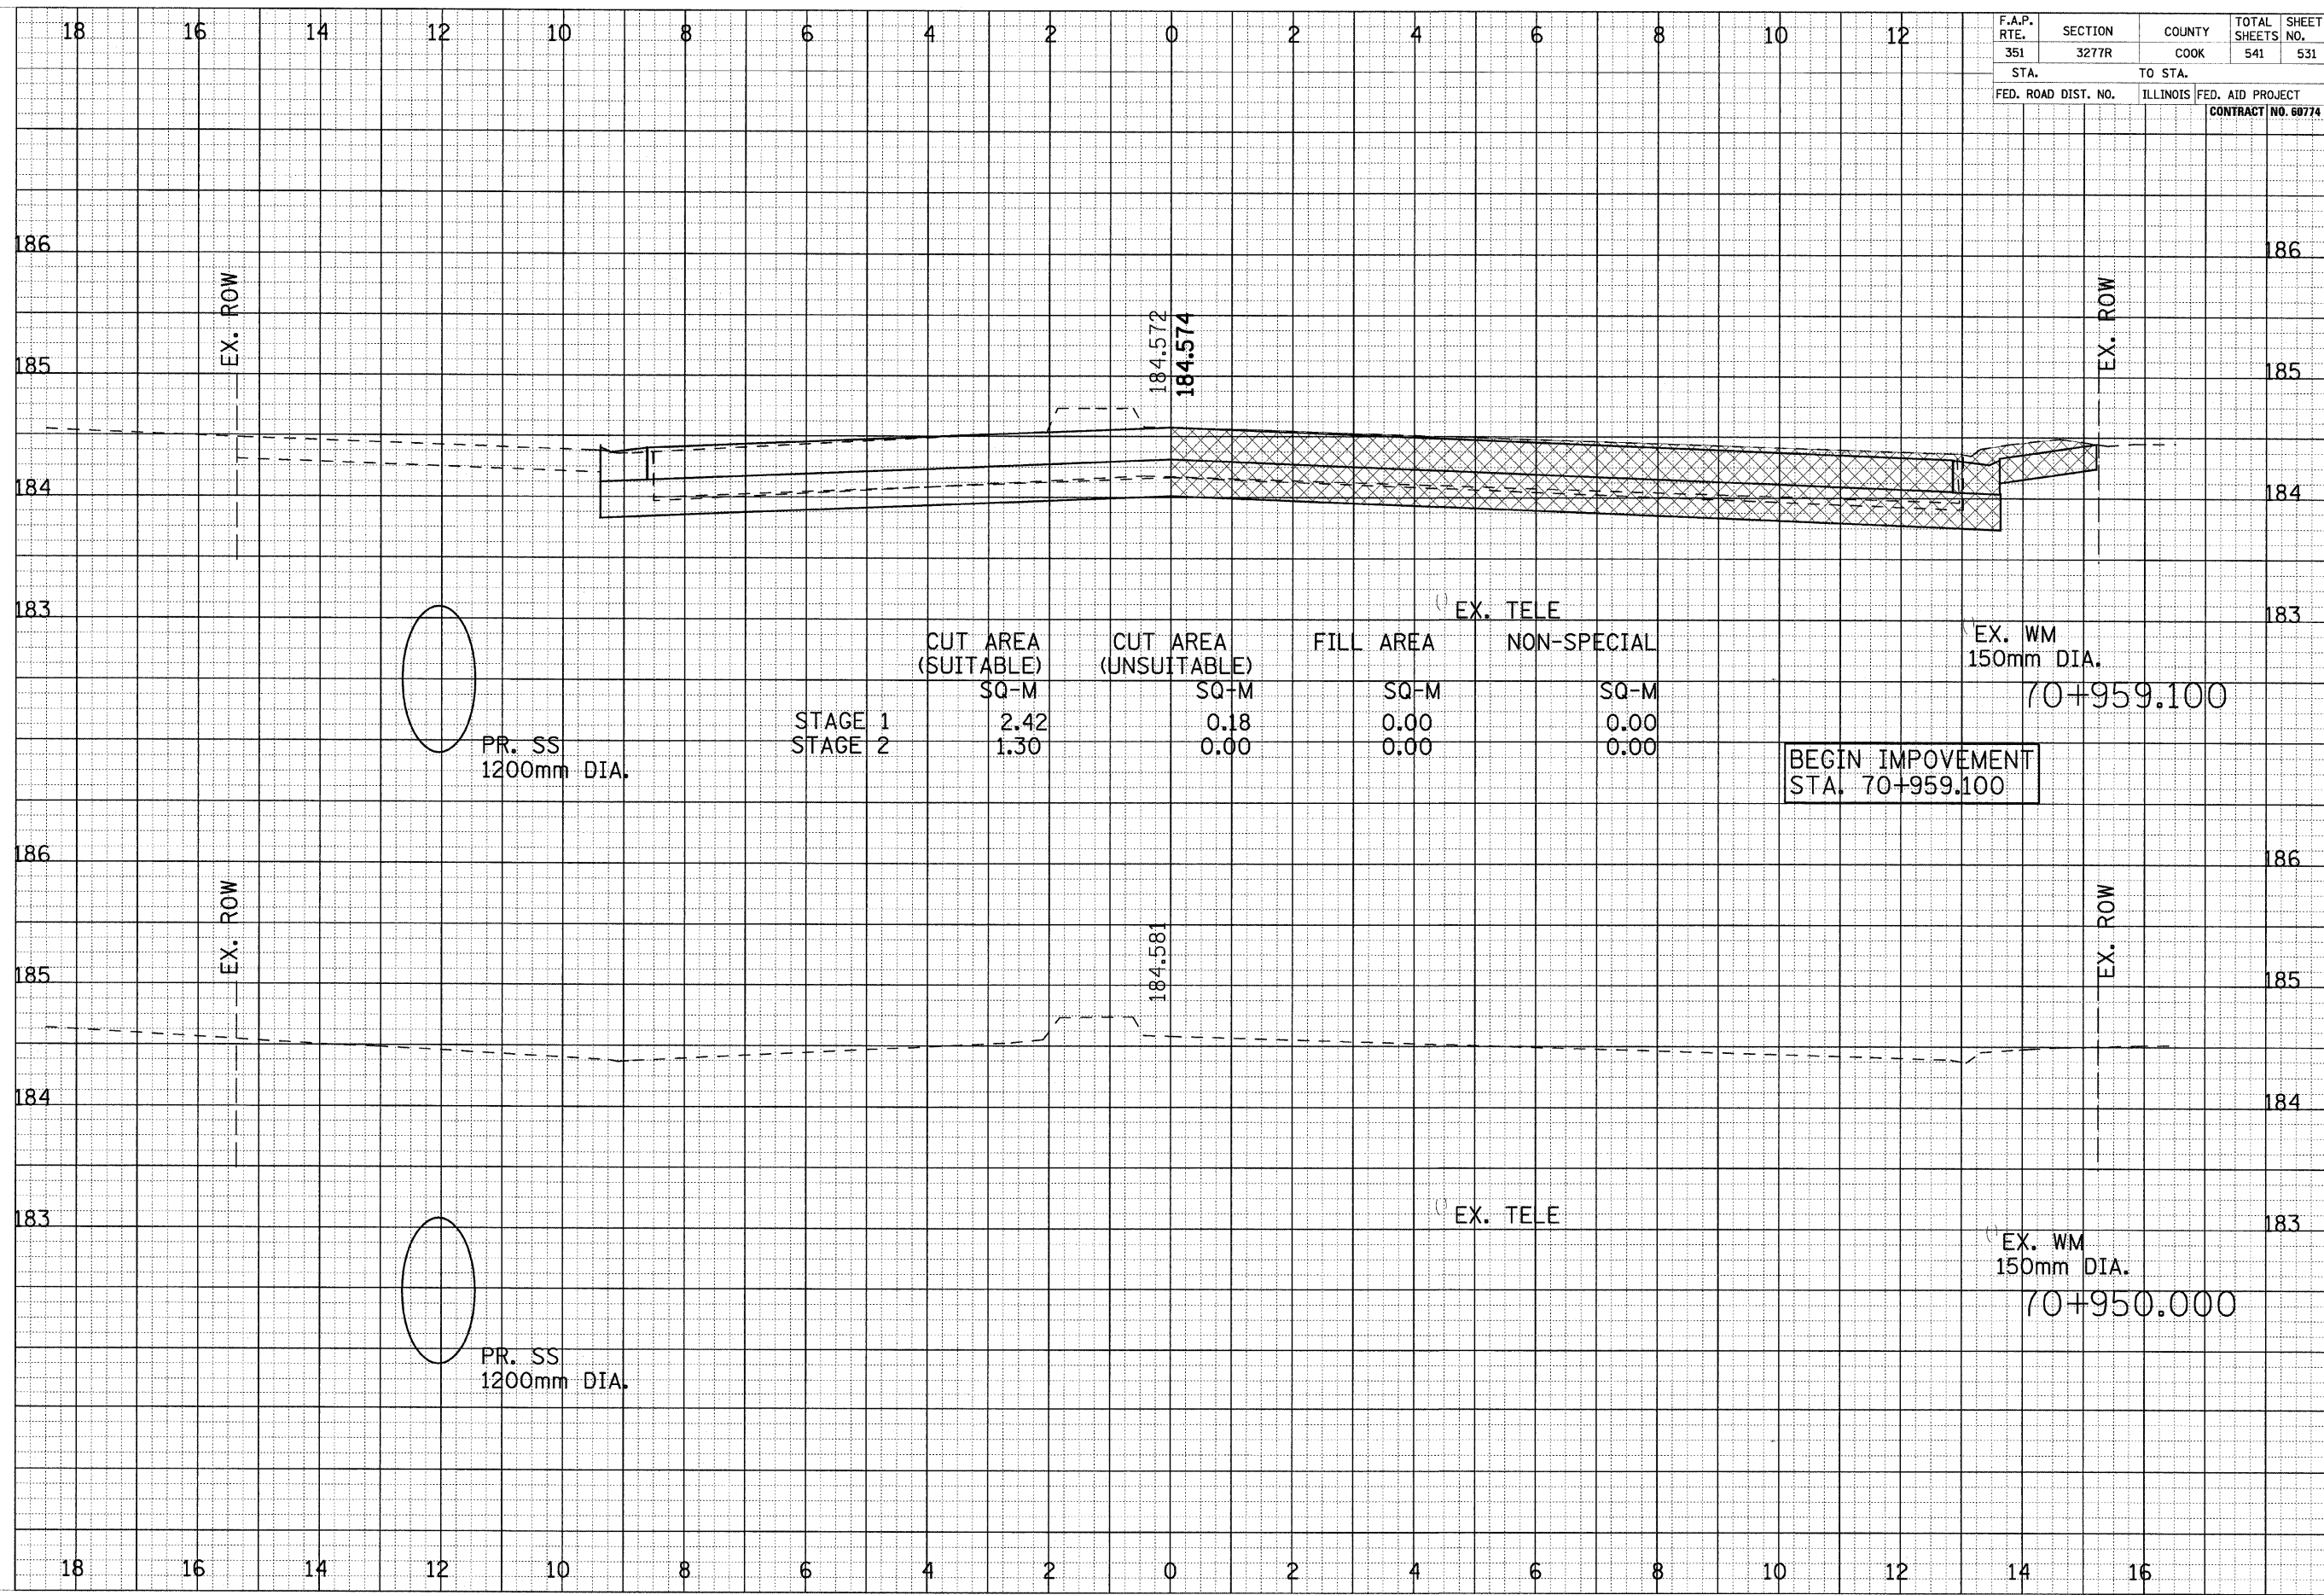 18 16 14 12 10 8 6 4 2 0 2 4 6 8 10 12
F.A.P. RTE. SECTION COUNTY TOTAL SHEETS SHEET NO.
351 3277R COOK 541 531
STA. TO STA.
FED. ROAD DIST. NO. ILLINOIS FED. AID PROJECT
CONTRACT NO. 60774
186 186
EX. ROW
EX. ROW
184.572
184.574
185 185
184 184
183 183
EX. TELE
EX. WM
150mm DIA.
70+959.100
CUT AREA CUT AREA FILL AREA NON-SPECIAL
(SUITABLE) (UNSUITABLE)
SQ-M SQ-M SQ-M SQ-M
STAGE 1 2.42 0.18 0.00 0.00
STAGE 2 1.30 0.00 0.00 0.00
PR. SS
1200mm DIA.
BEGIN IMPOVEMENT
STA. 70+959.100
186 186
EX. ROW
EX. ROW
184.581
185 185
184 184
183 183
EX. TELE
EX. WM
150mm DIA.
70+950.000
PR. SS
1200mm DIA.
18 16 14 12 10 8 6 4 2 0 2 4 6 8 10 12 14 16